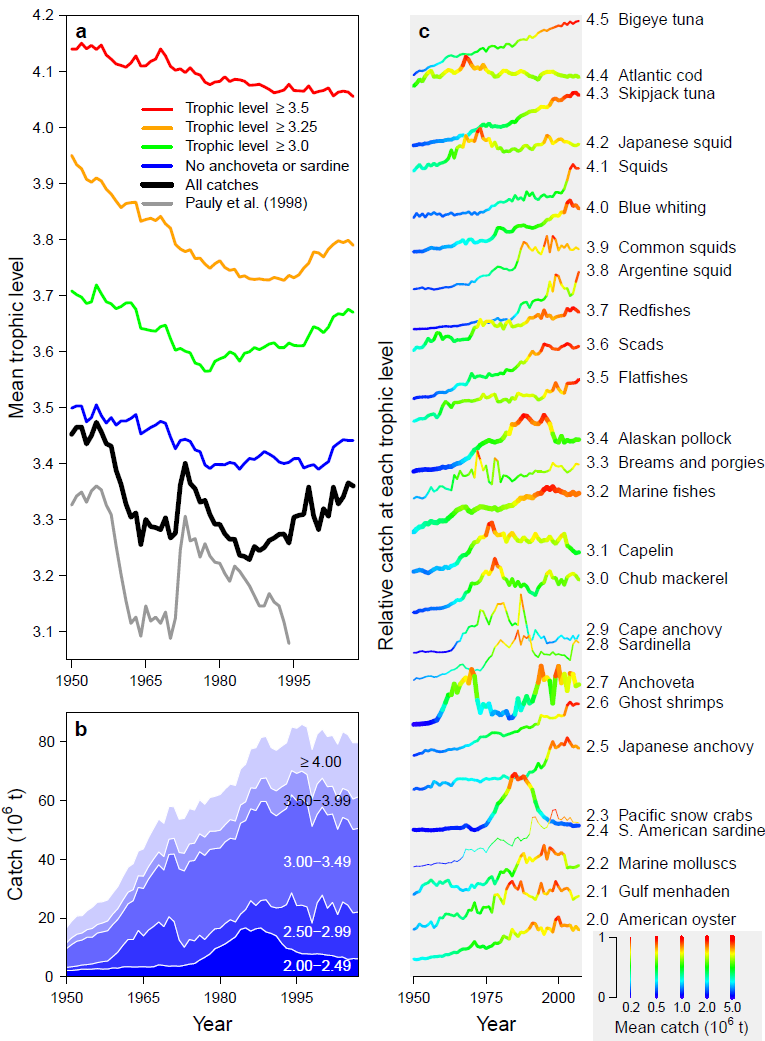 a
4.2
4.1
4.0
3.9
3.8
3.7
3.6
3.5
3.4
3.3
3.2
3.1
Mean trophic level
Trophic level ≥ 3.5
Trophic level ≥ 3.25
Trophic level ≥ 3.0
No anchoveta or sardine
All catches
Pauly et al. (1998)
1950 1965 1980 1995
b
80
60
40
20
0
Catch (10⁶ t)
≥ 4.00
3.50−3.99
3.00−3.49
2.50−2.99
2.00−2.49
1950 1965 1980 1995
Year
c
Relative catch at each trophic level
4.5 Bigeye tuna
4.4 Atlantic cod
4.3 Skipjack tuna
4.2 Japanese squid
4.1 Squids
4.0 Blue whiting
3.9 Common squids
3.8 Argentine squid
3.7 Redfishes
3.6 Scads
3.5 Flatfishes
3.4 Alaskan pollock
3.3 Breams and porgies
3.2 Marine fishes
3.1 Capelin
3.0 Chub mackerel
2.9 Cape anchovy
2.8 Sardinella
2.7 Anchoveta
2.6 Ghost shrimps
2.5 Japanese anchovy
2.3 Pacific snow crabs
2.4 S. American sardine
2.2 Marine molluscs
2.1 Gulf menhaden
2.0 American oyster
1950 1975 2000
Year
1
0
0.2 0.5 1.0 2.0 5.0
Mean catch (10⁶ t)